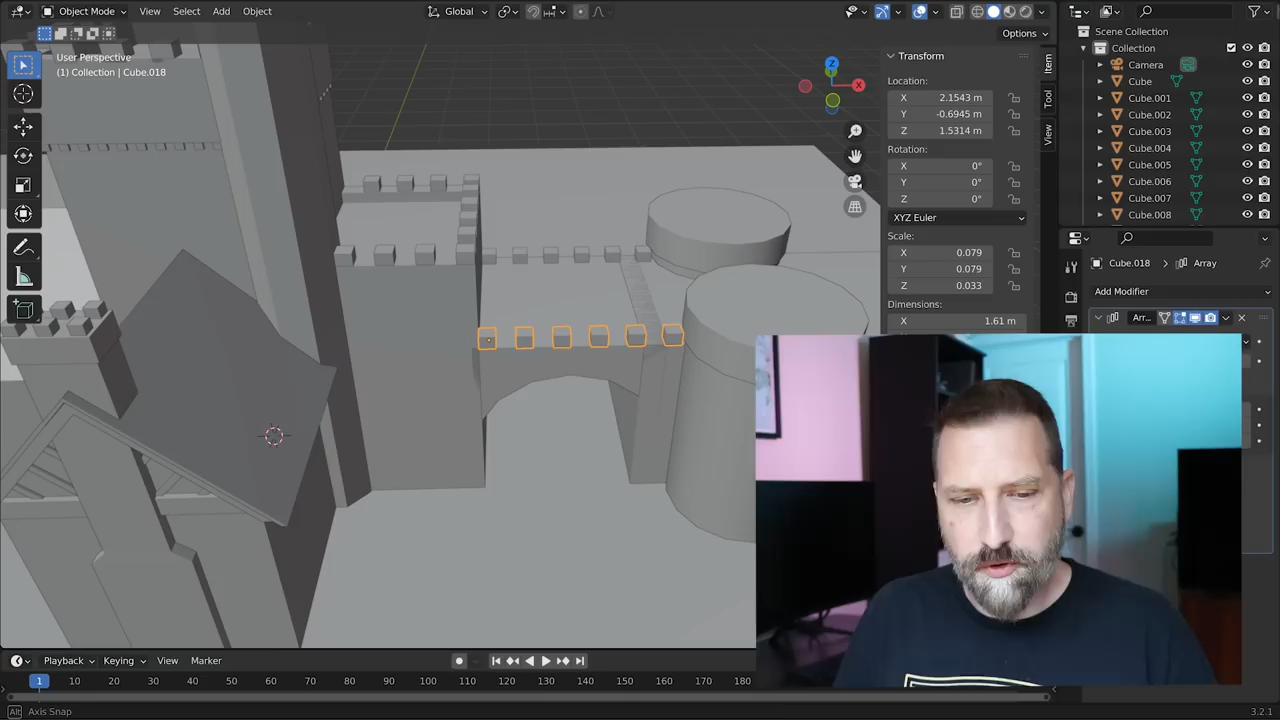 Object Mode View Select Add Object Global
Options
User Perspective
(1) Collection | Cube.018
Z
X
Transform
Location:
X 2.1543 m
Y -0.6945 m
Z 1.5314 m
Rotation:
X 0°
Y 0°
Z 0°
XYZ Euler
Scale:
X 0.079
Y 0.079
Z 0.033
Dimensions:
X 1.61 m
Item
Tool
View
Scene Collection
Collection
Camera
Cube
Cube.001
Cube.002
Cube.003
Cube.004
Cube.005
Cube.006
Cube.007
Cube.008
Cube.018 Array
Add Modifier
Arr...
Playback Keying View Marker
1 10 20 30 40 50 60 70 80 90 100 110 120 130 140 150 160 170 180
Alt Axis Snap 3.2.1